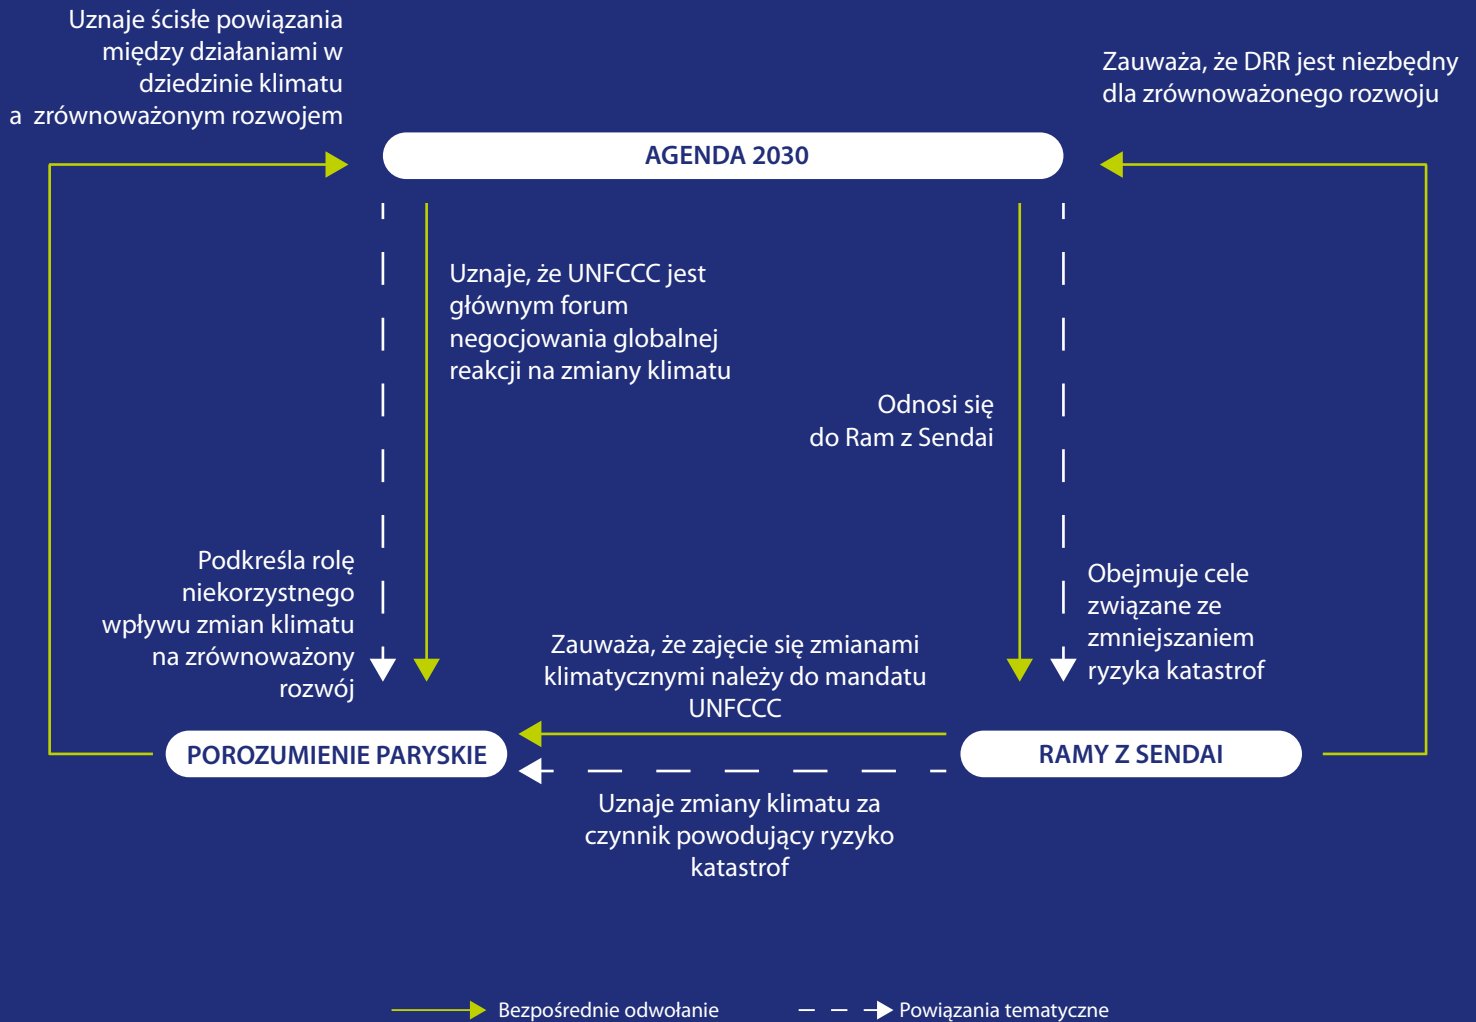 Uznaje ścisłe powiązania
między działaniami w
dziedzinie klimatu
a zrównoważonym rozwojem
Zauważa, że DRR jest niezbędny
dla zrównoważonego rozwoju
AGENDA 2030
Uznaje, że UNFCCC jest
głównym forum
negocjowania globalnej
reakcji na zmiany klimatu
Odnosi się
do Ram z Sendai
Podkreśla rolę
niekorzystnego
wpływu zmian klimatu
na zrównoważony
rozwój
Obejmuje cele
związane ze
zmniejszaniem
ryzyka katastrof
Zauważa, że zajęcie się zmianami
klimatycznymi należy do mandatu
UNFCCC
POROZUMIENIE PARYSKIE
RAMY Z SENDAI
Uznaje zmiany klimatu za
czynnik powodujący ryzyko
katastrof
Bezpośrednie odwołanie
Powiązania tematyczne